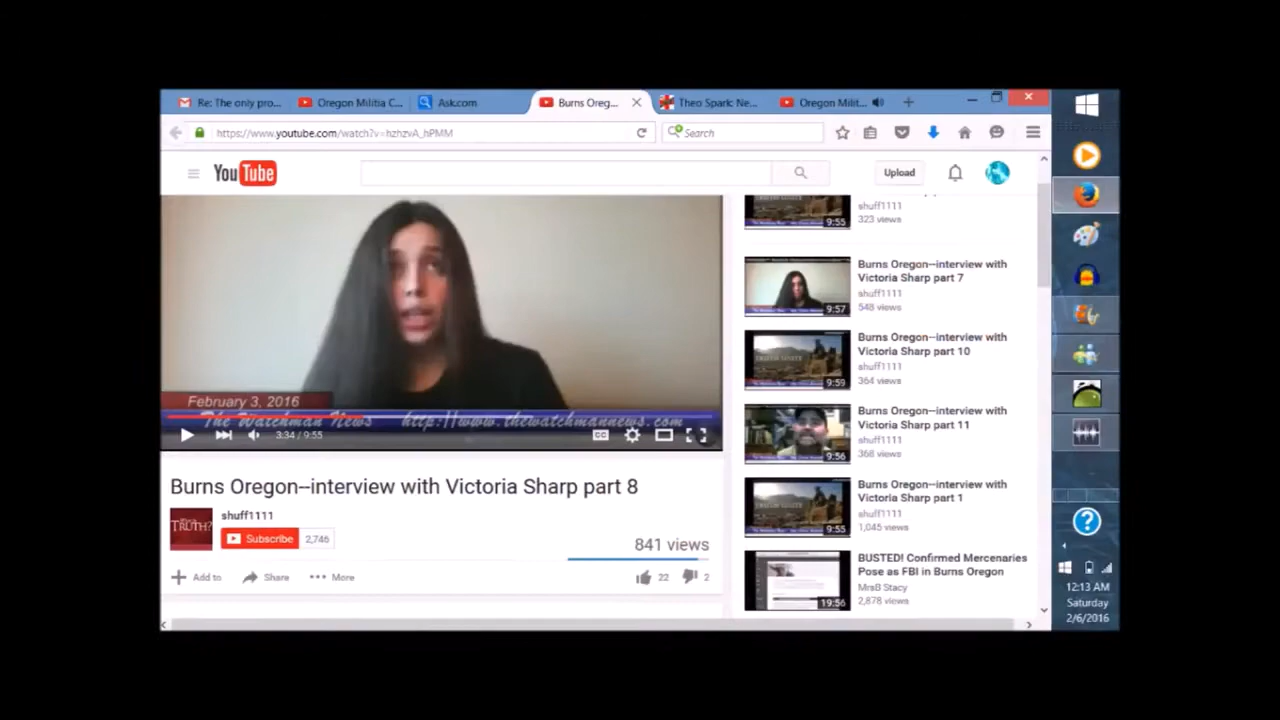 Re: The only pro...
Oregon Militia C...
Ask.com
Burns Oreg...
Theo Spark: Ne...
Oregon Milit...
https://www.youtube.com/watch?v=hzhzvA_hPMM
Search
YouTube
Upload
February 3, 2016
The Watchman News http://www.thewatchmannews.com
3:34 / 9:55
CC
Burns Oregon--interview with Victoria Sharp part 8
TRUTH?
shuff1111
Subscribe
2,746
841 views
Add to
Share
More
22
2
9:55
shuff1111
323 views
9:57
Burns Oregon--interview with
Victoria Sharp part 7
shuff1111
548 views
9:59
Burns Oregon--interview with
Victoria Sharp part 10
shuff1111
364 views
9:56
Burns Oregon--interview with
Victoria Sharp part 11
shuff1111
368 views
9:55
Burns Oregon--interview with
Victoria Sharp part 1
shuff1111
1,045 views
19:56
BUSTED! Confirmed Mercenaries
Pose as FBI in Burns Oregon
MrsB Stacy
2,878 views
12:13 AM
Saturday
2/6/2016